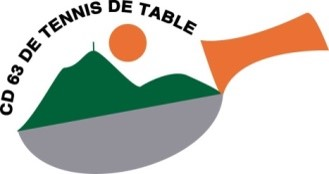 CD 63 DE TENNIS DE TABLE